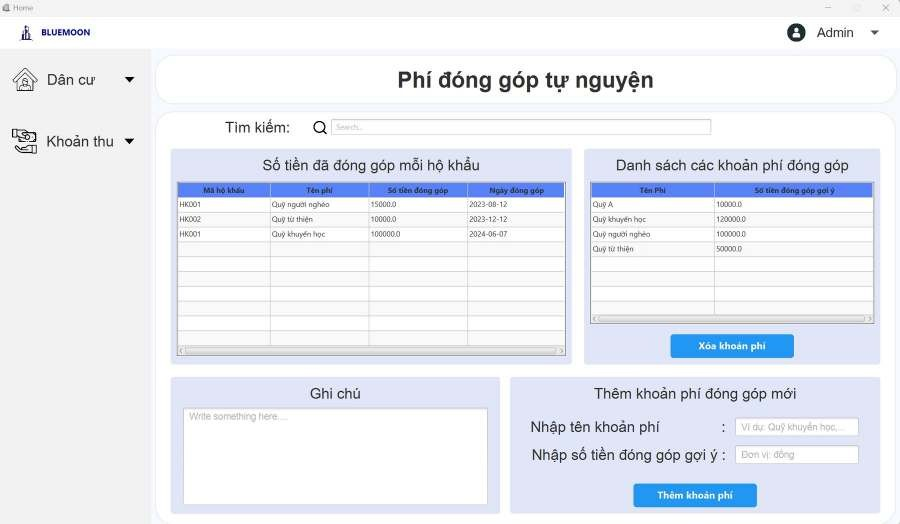 Home
BLUEMOON
Admin
Dân cư
Khoản thu
Phí đóng góp tự nguyện
Tìm kiếm:
Search...
Số tiền đã đóng góp mỗi hộ khẩu
Mã hộ khẩu Tên phí Số tiền đóng góp Ngày đóng góp
HK001 Quỹ người nghèo 15000.0 2023-08-12
HK002 Quỹ từ thiện 10000.0 2023-12-12
HK001 Quỹ khuyến học 100000.0 2024-06-07
Danh sách các khoản phí đóng góp
Tên Phí Số tiền đóng góp gợi ý
Quỹ A 10000.0
Quỹ khuyến học 120000.0
Quỹ người nghèo 100000.0
Quỹ từ thiện 50000.0
Xóa khoản phí
Ghi chú
Write something here....
Thêm khoản phí đóng góp mới
Nhập tên khoản phí :
Ví dụ: Quỹ khuyến học,...
Nhập số tiền đóng góp gợi ý :
Đơn vị: đồng
Thêm khoản phí